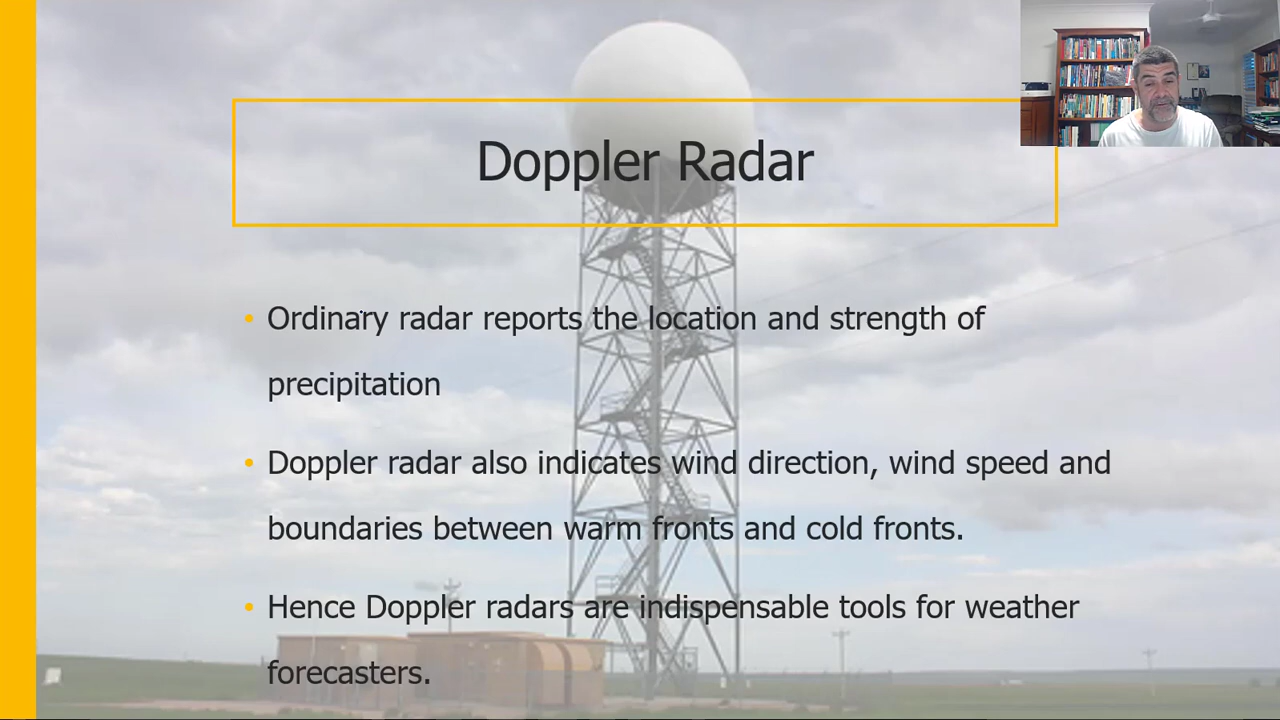 Doppler Radar
• Ordinary radar reports the location and strength of
precipitation
• Doppler radar also indicates wind direction, wind speed and
boundaries between warm fronts and cold fronts.
• Hence Doppler radars are indispensable tools for weather
forecasters.